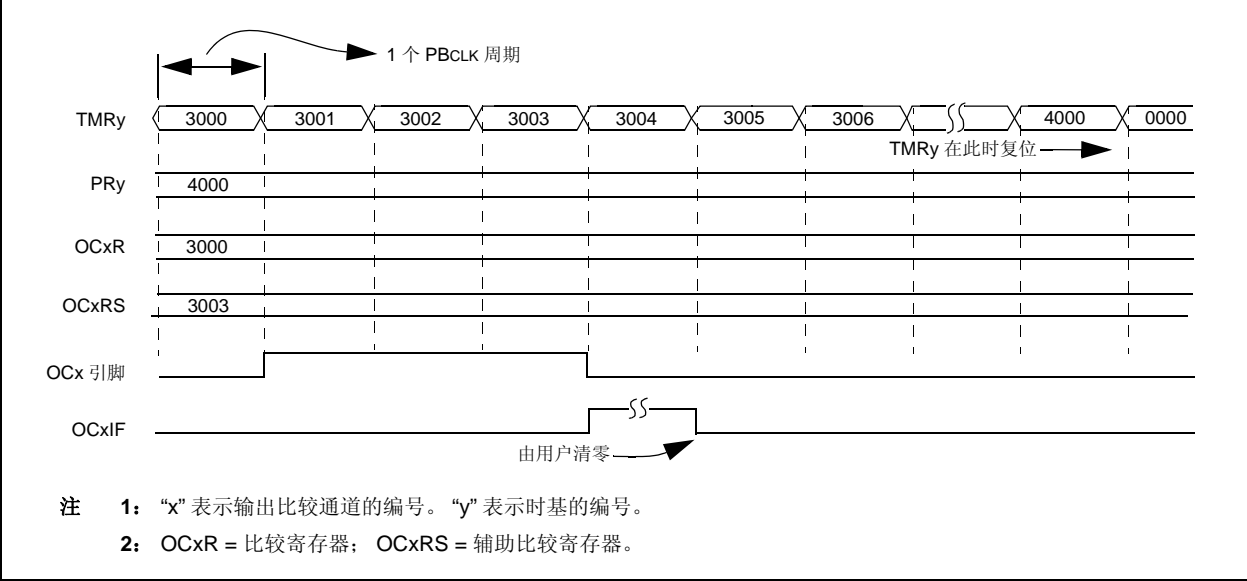 1 个 PBCLK 周期
TMRy 3000 3001 3002 3003 3004 3005 3006 4000 0000
TMRy 在此时复位
PRy 4000
OCxR 3000
OCxRS 3003
OCx 引脚
OCxIF
由用户清零
注 1： “x” 表示输出比较通道的编号。 “y” 表示时基的编号。
2： OCxR = 比较寄存器； OCxRS = 辅助比较寄存器。